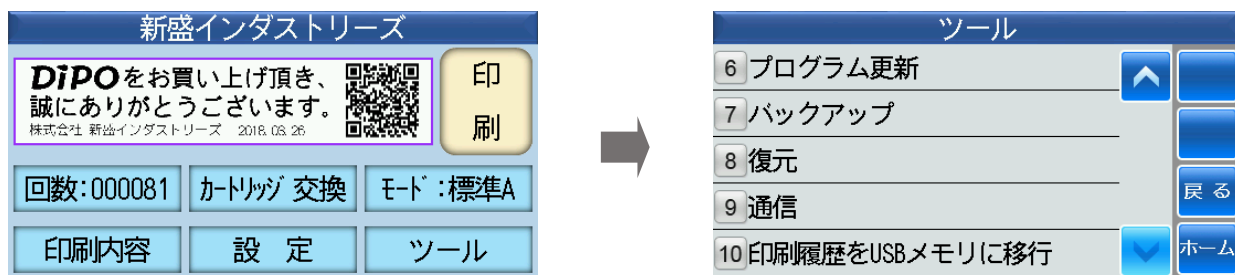 新盛インダストリーズ
DiPOをお買い上げ頂き、
誠にありがとうございます。
株式会社 新盛インダストリーズ 2018.03.26
印刷
回数:000081 カートリッジ交換 モード:標準A
印刷内容 設定 ツール
ツール
6 プログラム更新
7 バックアップ
8 復元
9 通信
10 印刷履歴をUSBメモリに移行
戻る
ホーム